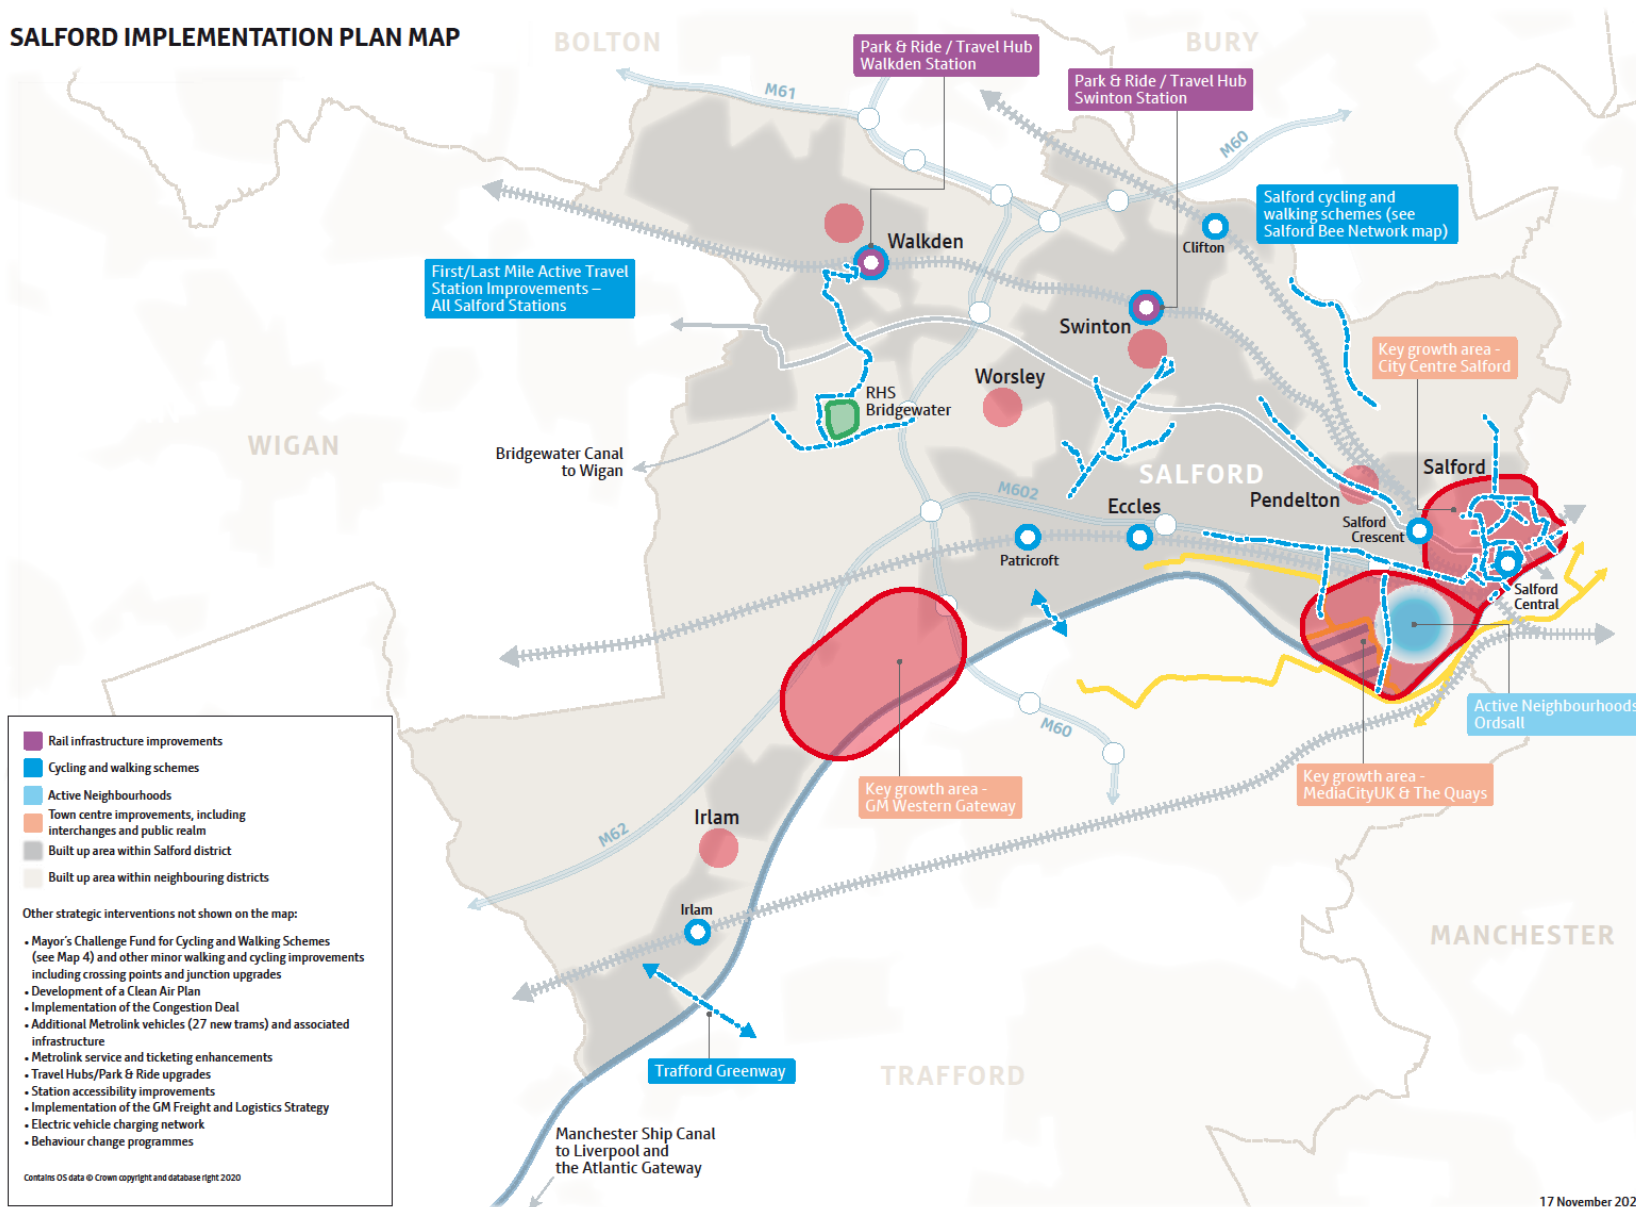 SALFORD IMPLEMENTATION PLAN MAP
BOLTON
BURY
Park & Ride / Travel Hub
Walkden Station
Park & Ride / Travel Hub
Swinton Station
M61
M60
Salford cycling and
walking schemes (see
Salford Bee Network map)
Clifton
Walkden
First/Last Mile Active Travel
Station Improvements –
All Salford Stations
Swinton
Key growth area -
City Centre Salford
Worsley
RHS
Bridgewater
WIGAN
Bridgewater Canal
to Wigan
SALFORD
Salford
Pendelton
M602
Eccles
Salford
Crescent
Patricroft
Salford
Central
Active Neighbourhoods
Ordsall
M60
Key growth area -
MediaCityUK & The Quays
Key growth area -
GM Western Gateway
Irlam
M62
Irlam
MANCHESTER
Trafford Greenway
TRAFFORD
Manchester Ship Canal
to Liverpool and
the Atlantic Gateway
Rail infrastructure improvements
Cycling and walking schemes
Active Neighbourhoods
Town centre improvements, including
interchanges and public realm
Built up area within Salford district
Built up area within neighbouring districts
Other strategic interventions not shown on the map:
• Mayor's Challenge Fund for Cycling and Walking Schemes
(see Map 4) and other minor walking and cycling improvements
including crossing points and junction upgrades
• Development of a Clean Air Plan
• Implementation of the Congestion Deal
• Additional Metrolink vehicles (27 new trams) and associated
infrastructure
• Metrolink service and ticketing enhancements
• Travel Hubs/Park & Ride upgrades
• Station accessibility improvements
• Implementation of the GM Freight and Logistics Strategy
• Electric vehicle charging network
• Behaviour change programmes
Contains OS data © Crown copyright and database right 2020
17 November 202